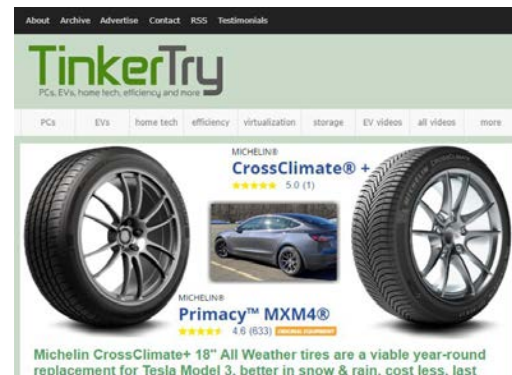 About Archive Advertise Contact RSS Testimonials
TinkerTry
PCs, EVs, home tech, efficiency and more
PCs EVs home tech efficiency virtualization storage EV videos all videos more
MICHELIN®
CrossClimate® +
5.0 (1)
MICHELIN®
Primacy™ MXM4®
4.6 (633) ORIGINAL EQUIPMENT
Michelin CrossClimate+ 18" All Weather tires are a viable year-round
replacement for Tesla Model 3, better in snow & rain, cost less, last